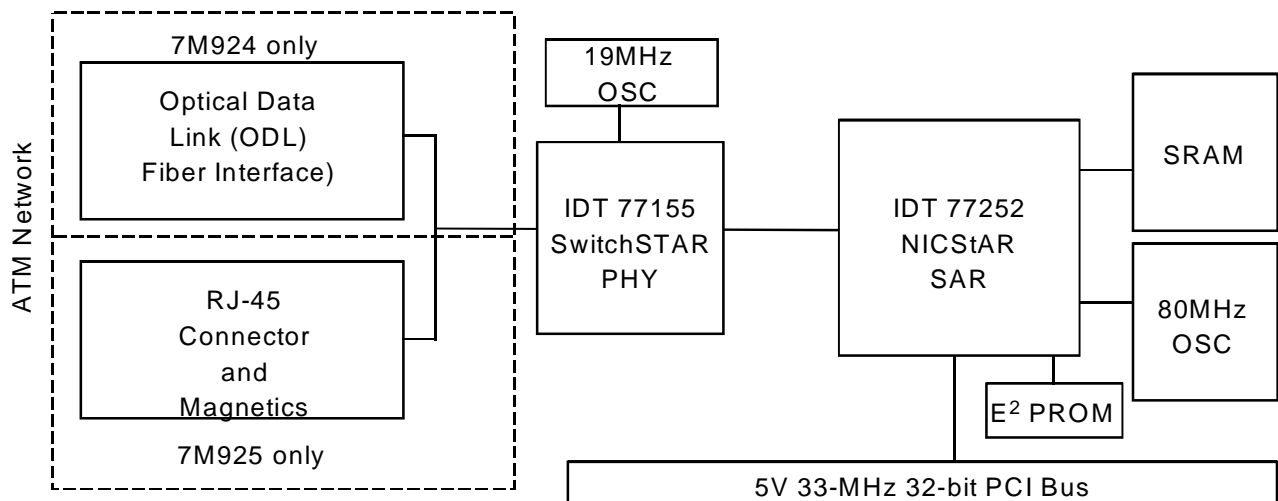 ATM Network
7M924 only
Optical Data
Link (ODL)
Fiber Interface)
RJ-45
Connector
and
Magnetics
7M925 only
19MHz
OSC
IDT 77155
SwitchSTAR
PHY
IDT 77252
NICStAR
SAR
SRAM
80MHz
OSC
E² PROM
5V 33-MHz 32-bit PCI Bus